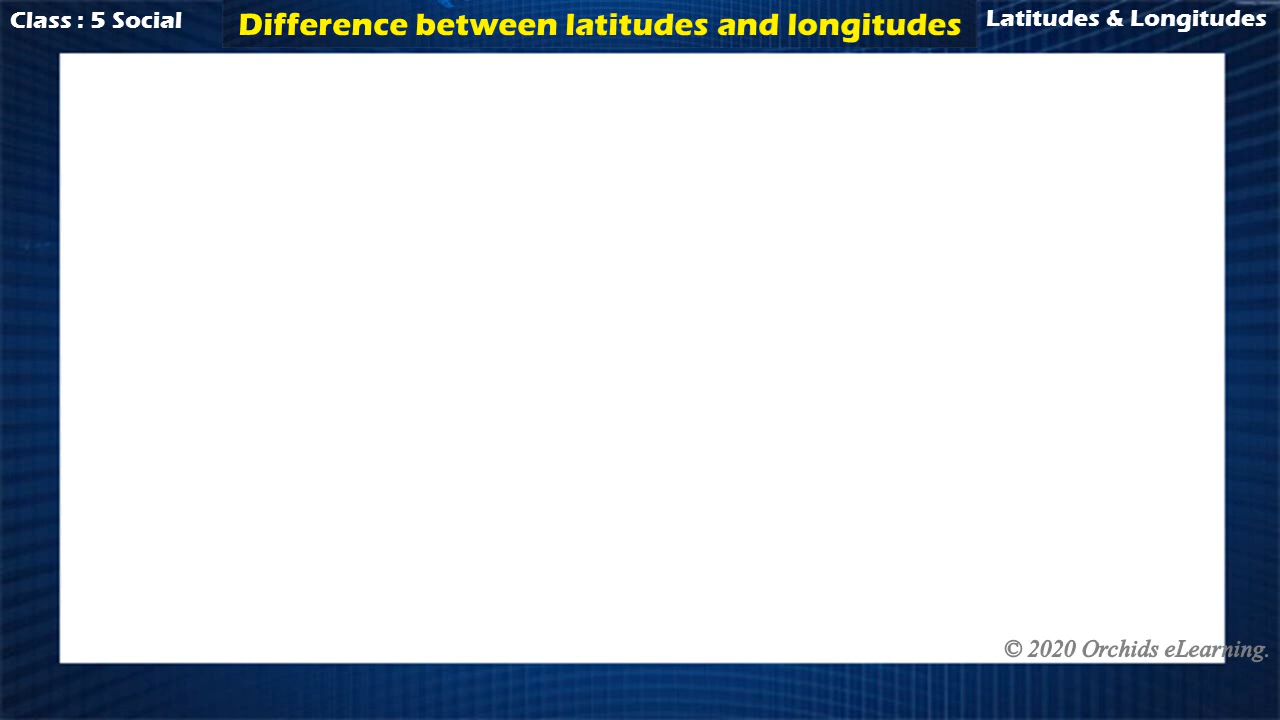 Class : 5 Social
Difference between latitudes and longitudes
Latitudes & Longitudes
© 2020 Orchids eLearning.